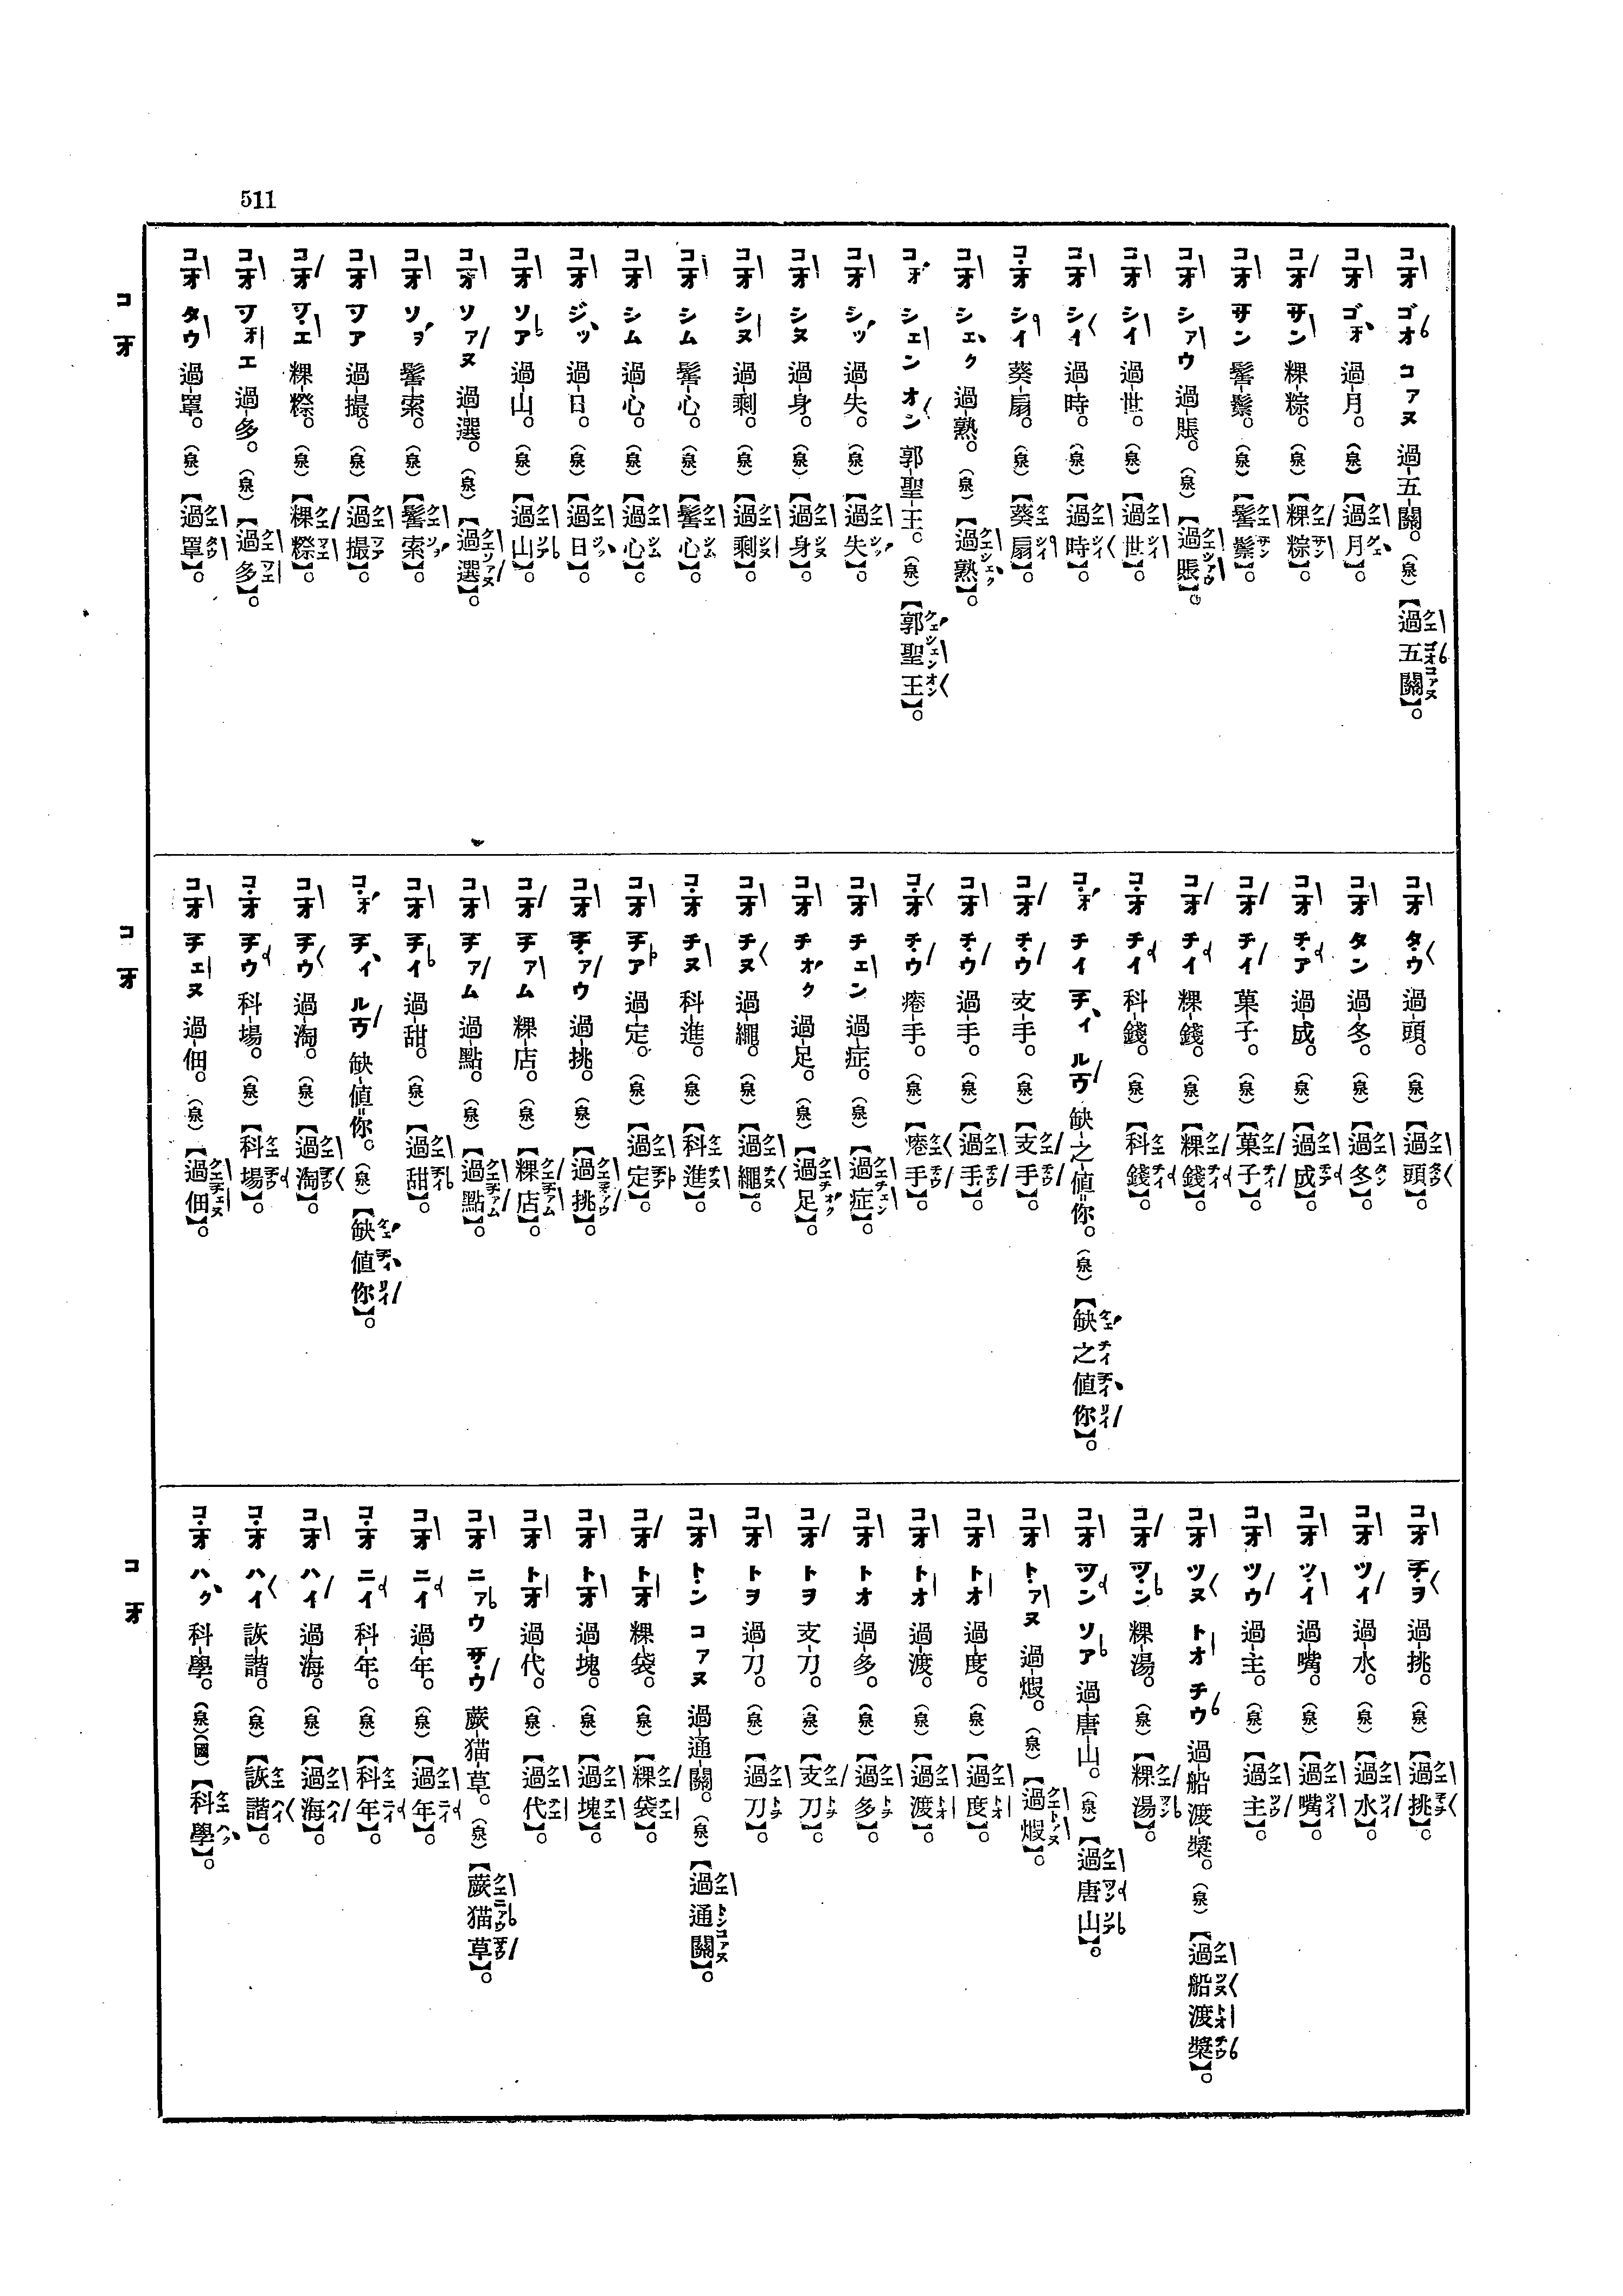 511
コオ ゴオ コァヌ 過-五-關。(泉)【過五關】。
コオ ゴォ 過-月。(泉)【過月】。
コオ サン 粿-粽。(泉)【粿粽】。
コオ サン 髻-鬃。(泉)【髻鬃】。
コオ シァウ 過-賬。(泉)【過賬】。
コオ シイ 過-世。(泉)【過世】。
コオ シイ 過-時。(泉)【過時】。
コオ シイ 葵-扇。(泉)【葵扇】。
コオ シェク 過-熟。(泉)【過熟】。
コォ シェン オン 郭-聖-王。(泉)【郭聖王】。
コオ シッ 過-失。(泉)【過失】。
コオ シヌ 過-身。(泉)【過身】。
コオ シヌ 過-剩。(泉)【過剩】。
コオ シム 髻-心。(泉)【髻心】。
コオ シム 過-心。(泉)【過心】。
コオ ジッ 過-日。(泉)【過日】。
コオ ソア 過-山。(泉)【過山】。
コオ ソァヌ 過-選。(泉)【過選】。
コオ ソヲ 髻-索。(泉)【髻索】。
コオ ツア 過-撮。(泉)【過撮】。
コオ ツエ 粿-粿。(泉)
コオ ツォエ 過-多。(泉)【過多】。
コオ タウ 過-罩。(泉)【過罩】。
コオ タウ 過-頭。(泉)【過頭】。
コオ タン 過-冬。(泉)【過冬】。
コオ チア 過-成。(泉)【過成】。
コオ チイ 菓-子。(泉)【菓子】。
コオ チイ 粿-錢。(泉)【粿錢】。
コオ チイ 科-錢。(泉)【科錢】。
コォ チイ チィ ルウ 缺-之-値-你。(泉)【缺之値你】。
コオ チウ 支-手。(泉)【支手】。
コオ チウ 過-手。(泉)【過手】。
コオ チウ 手。(泉)
コオ チェン 過-症。(泉)【過症】。
コオ チォク 過-足。(泉)【過足】。
コオ チヌ 過-繩。(泉)【過繩】。
コオ チヌ 科-進。(泉)【科進】。
コオ チア 過-定。(泉)【過定】。
コオ チァウ 過-挑。(泉)【過挑】。
コオ チァム 粿-店。(泉)【粿店】。
コオ チァム 過-點。(泉)【過點】。
コオ チイ 過-甜。(泉)【過甜】。
コォ チィ ルウ 缺-値=你。(泉)【缺値你】。
コオ チウ 過-淘。(泉)【過淘】。
コオ チウ 科-場。(泉)【科場】。
コオ チェヌ 過-佃。(泉)【過佃】。
コオ チヲ 過-挑。(泉)【過挑】。
コオ ツイ 過-水。(泉)【過水】。
コオ ツイ 過-嘴。(泉)【過嘴】。
コオ ツウ 過-主。(泉)【過主】。
コオ ツヌ トオ チウ 過-船 渡-槳。(泉)【過船渡槳】。
コオ ツン 粿-湯。(泉)【粿湯】。
コオ ツン ソア 過-唐-山。(泉)【過唐山】。
コオ トァヌ 過-煆。(泉)【過煆】。
コオ トオ 過-度。(泉)【過度】。
コオ トオ 過-渡。(泉)【過渡】。
コオ トオ 過-多。(泉)【過多】。
コオ トヲ 支-刀。(泉)【支刀】。
コオ トヲ 過-刀。(泉)【過刀】。
コオ トン コァヌ 過-通-關。(泉)【過通關】。
コオ トオ 粿-袋。(泉)【粿袋】。
コオ トオ 過-塊。(泉)【過塊】。
コオ トオ 過-代。(泉)【過代】。
コオ ニァウ サウ 蕨-猫-草。(泉)【蕨猫草】。
コオ ニイ 過-年。(泉)【過年】。
コオ ニイ 科-年。(泉)【科年】。
コオ ハイ 過-海。(泉)【過海】。
コオ ハイ 詼-諧。(泉)【詼諧】。
コオ ハク 科-學。(泉)(國)【科學】。
コオ
コオ
コオ